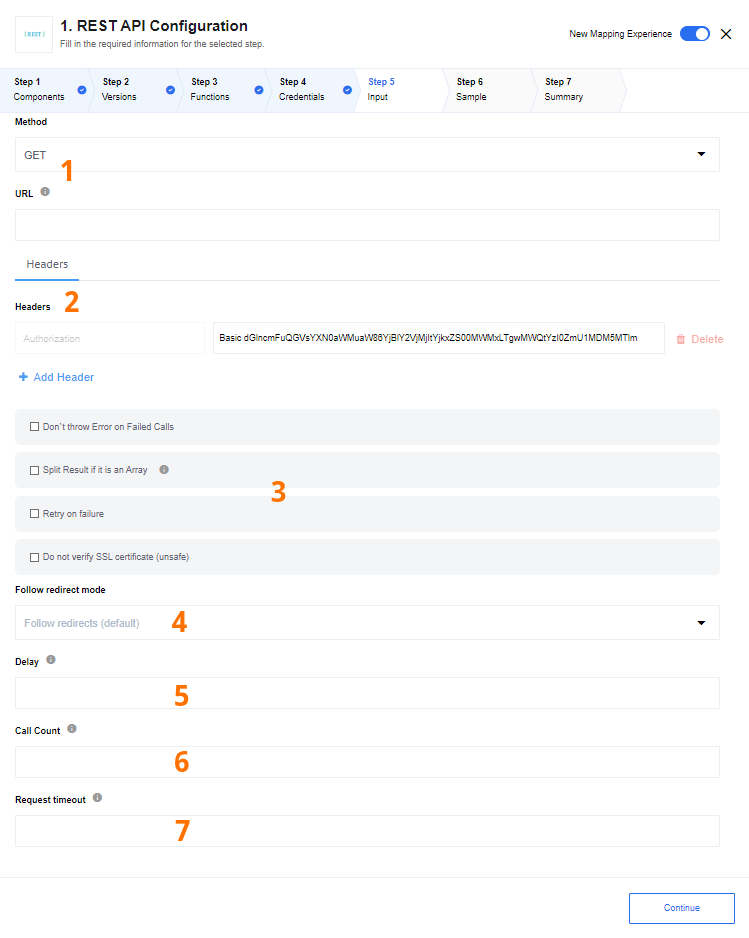 {REST}
1. REST API Configuration
Fill in the required information for the selected step.
New Mapping Experience
Step 1
Components
Step 2
Versions
Step 3
Functions
Step 4
Credentials
Step 5
Input
Step 6
Sample
Step 7
Summary
Method
GET
1
URL
Headers
Headers
2
Authorization
Delete
Basic
+ Add Header
Don`t throw Error on Failed Calls
Split Result if it is an Array
3
Retry on failure
Do not verify SSL certificate (unsafe)
Follow redirect mode
Follow redirects (default)
4
Delay
5
Call Count
6
Request timeout
7
Continue